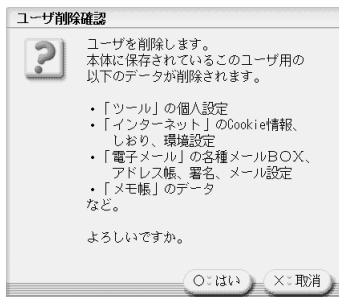 ユーザ削除確認
ユーザを削除します。
本体に保存されているこのユーザ用の
以下のデータが削除されます。
・「ツール」の個人設定
・「インターネット」のCookie情報、
しおり、環境設定
・「電子メール」の各種メールBOX、
アドレス帳、署名、メール設定
・「メモ帳」のデータ
など。
よろしいですか。
○:はい ×:取消